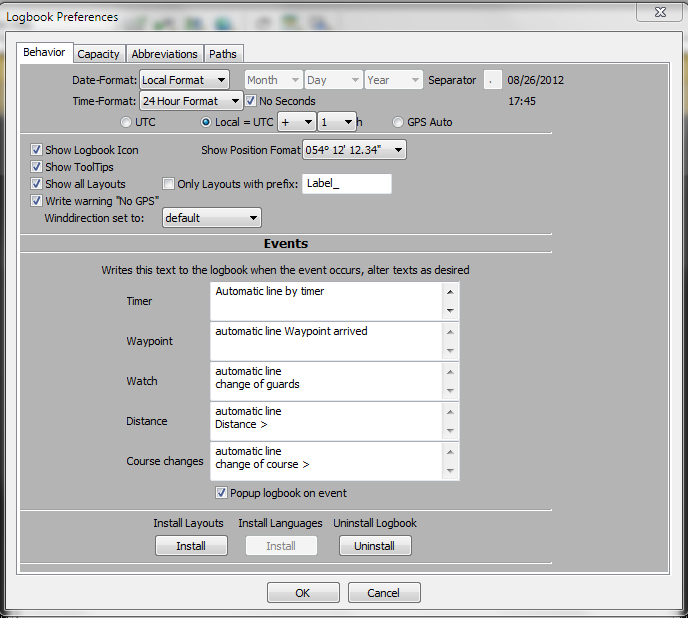 Logbook Preferences
Behavior Capacity Abbreviations Paths
Date-Format: Local Format Month Day Year Separator . 08/26/2012
Time-Format: 24 Hour Format No Seconds 17:45
UTC Local = UTC + 1 h GPS Auto
Show Logbook Icon Show Position Fomat 054° 12' 12.34"
Show ToolTips
Show all Layouts Only Layouts with prefix: Label_
Write warning "No GPS"
Winddirection set to: default
Events
Writes this text to the logbook when the event occurs, alter texts as desired
Timer Automatic line by timer
Waypoint automatic line Waypoint arrived
Watch automatic line
change of guards
Distance automatic line
Distance >
Course changes automatic line
change of course >
Popup logbook on event
Install Layouts Install Languages Uninstall Logbook
Install Install Uninstall
OK Cancel